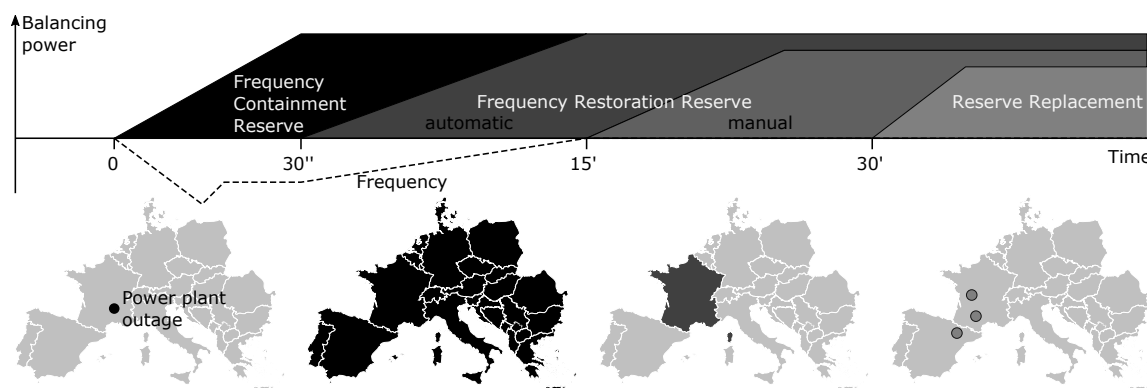 Balancing
power
Frequency
Containment
Reserve
Frequency Restoration Reserve
automatic
manual
Reserve Replacement
0
30''
15'
30'
Time
Frequency
Power plant
outage